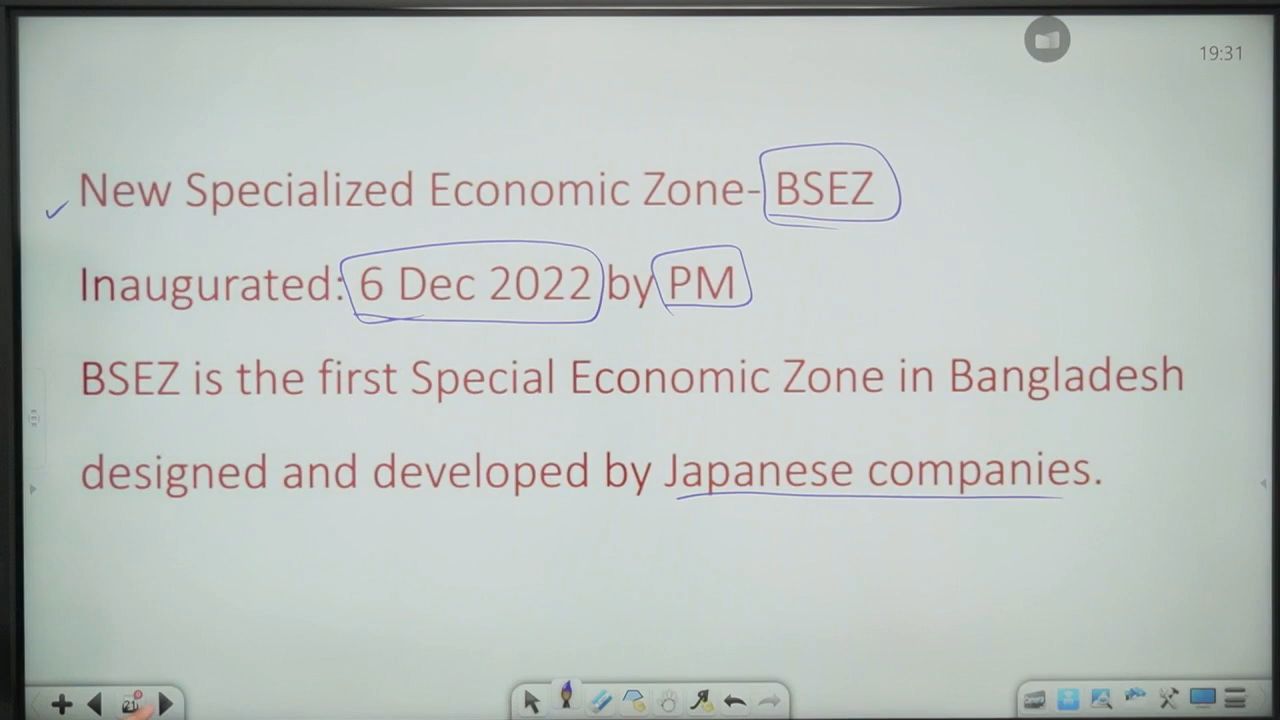 19:31
New Specialized Economic Zone- BSEZ
Inaugurated: 6 Dec 2022 by PM
BSEZ is the first Special Economic Zone in Bangladesh
designed and developed by Japanese companies.
21